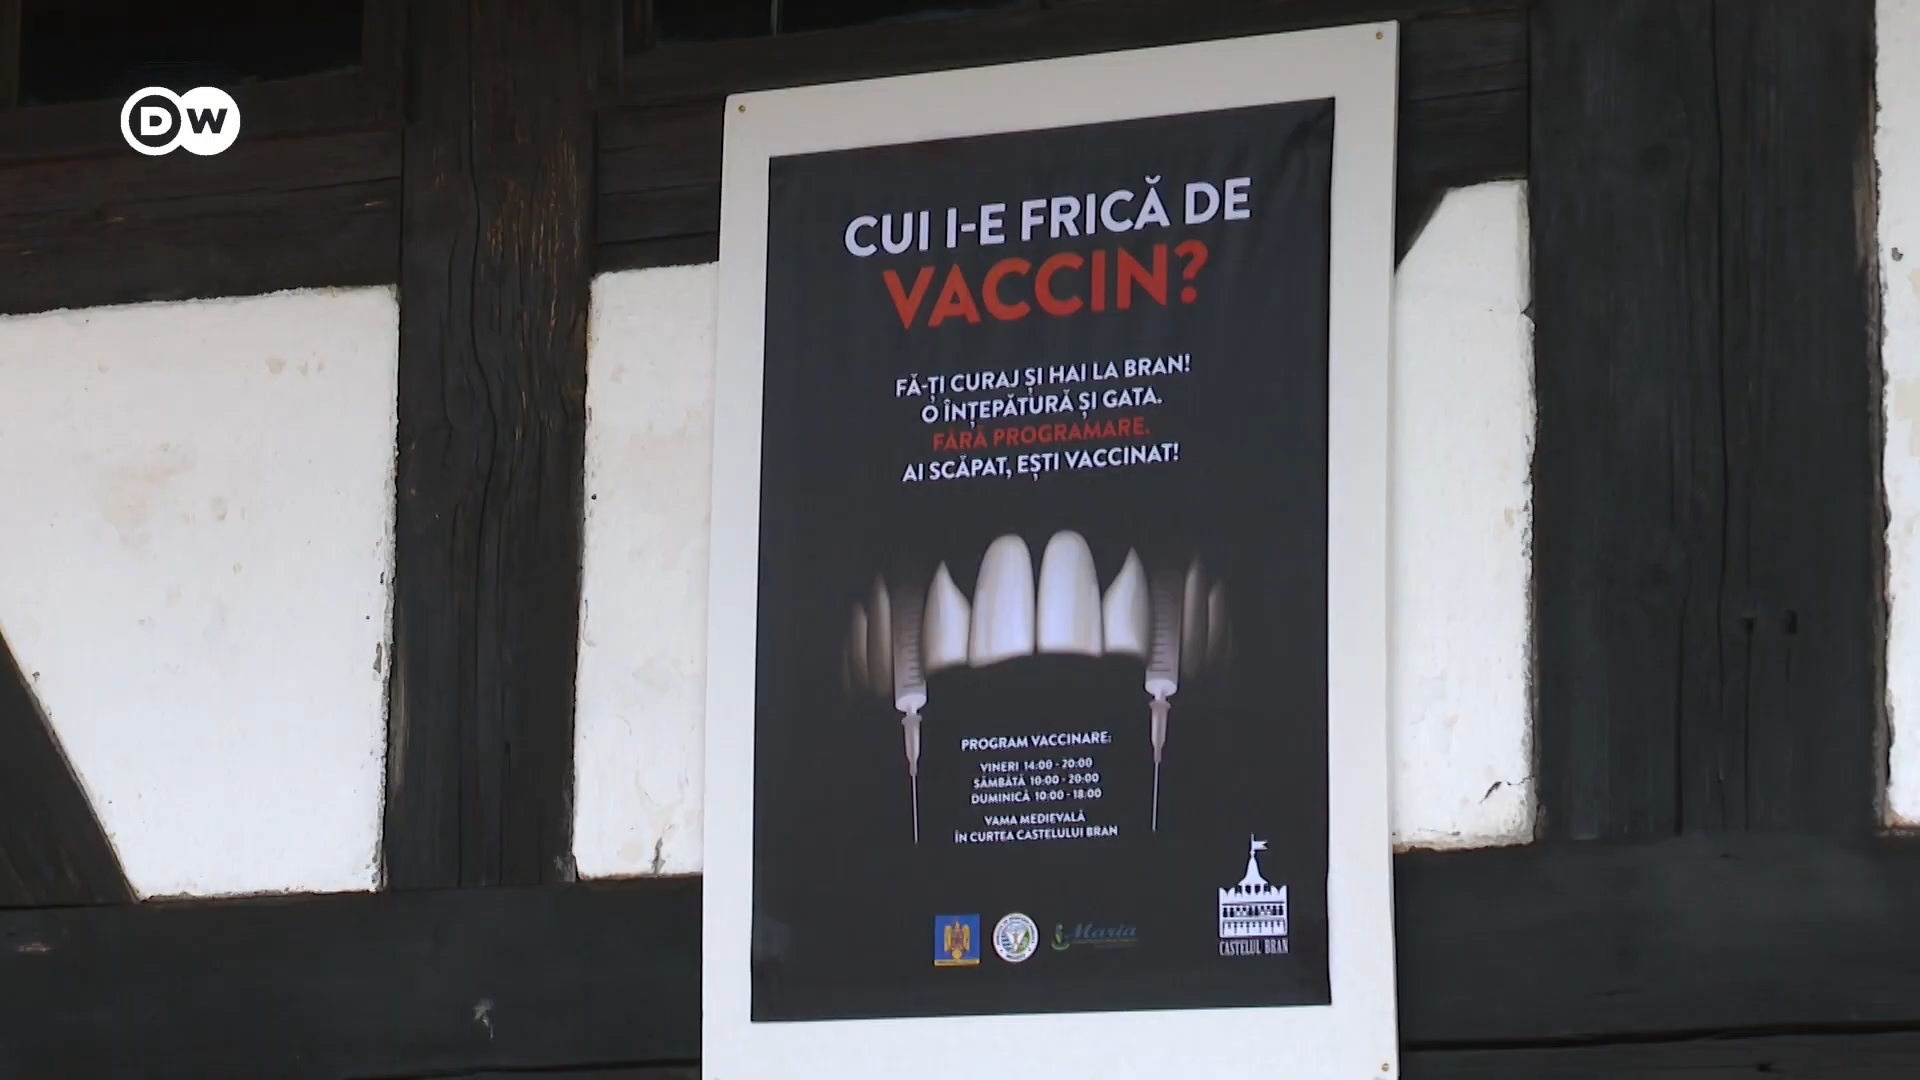 DW
CUI I-E FRICĂ DE
VACCIN?
FĂ-ȚI CURAJ ȘI HAI LA BRAN!
O ÎNȚEPĂTURĂ ȘI GATA.
FĂRĂ PROGRAMARE.
AI SCĂPAT, EȘTI VACCINAT!
PROGRAM VACCINARE:
VINERI 14:00 - 20:00
SÂMBĂTĂ 10:00 - 20:00
DUMINICĂ 10:00 - 18:00
VAMA MEDIEVALĂ
ÎN CURTEA CASTELULUI BRAN
Maria
CASTELUL BRAN